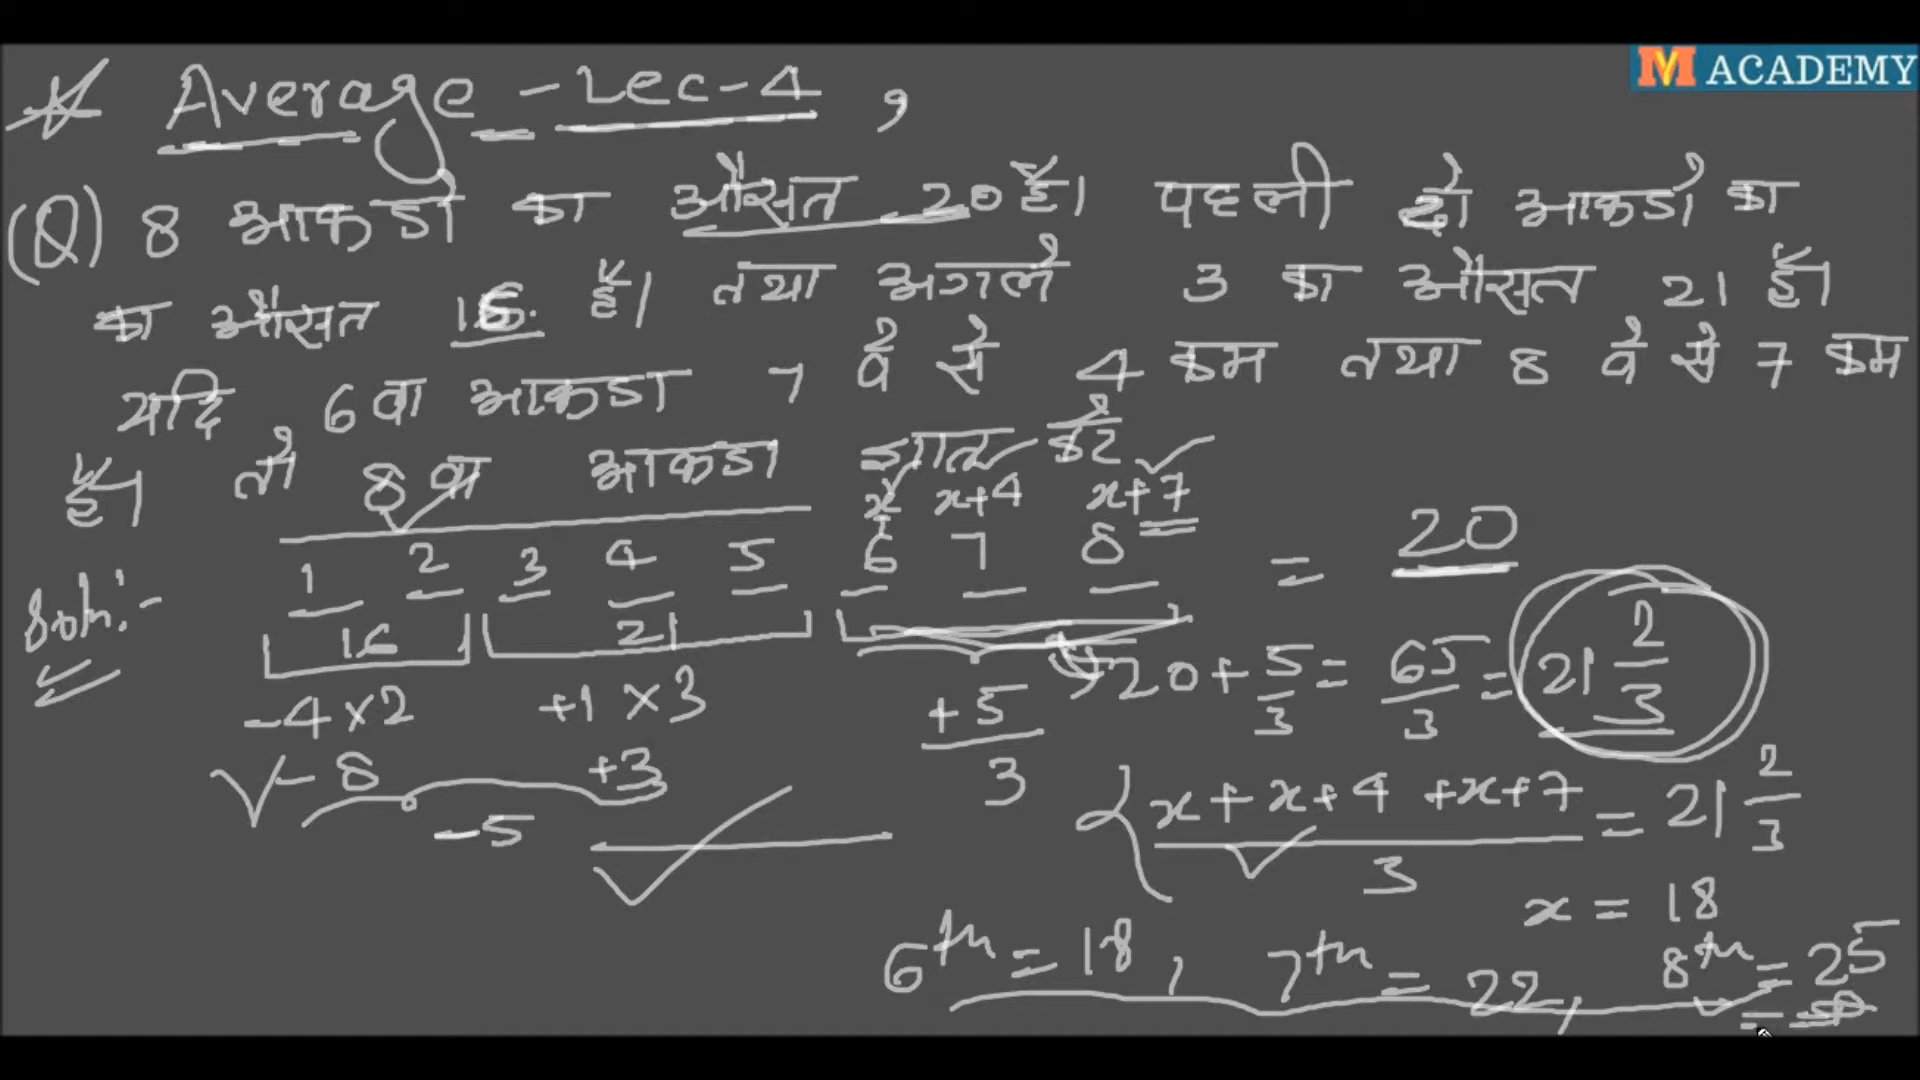 Average - Lec - 4,
M ACADEMY
(Q) 8 आकडो का औसत 20 है। पहली दो आकडो का
का औसत 16 है। तथा अगले 3 का औसत 21 है।
यदि 6वा आकडा 7 वे से 4 कम तथा 8 वे से 7 कम
है। तो 8 वा आकडा ज्ञात करे
x x+4 x+7
Soln:- 1 2 3 4 5 6 7 8 = 20
16 21
-4×2 +1×3 +5/3 20+5/3 = 65/3 = 21 2/3
-8 +3
-5
x+x+4+x+7/3 = 21 2/3
x = 18
6th = 18, 7th = 22, 8th = 25